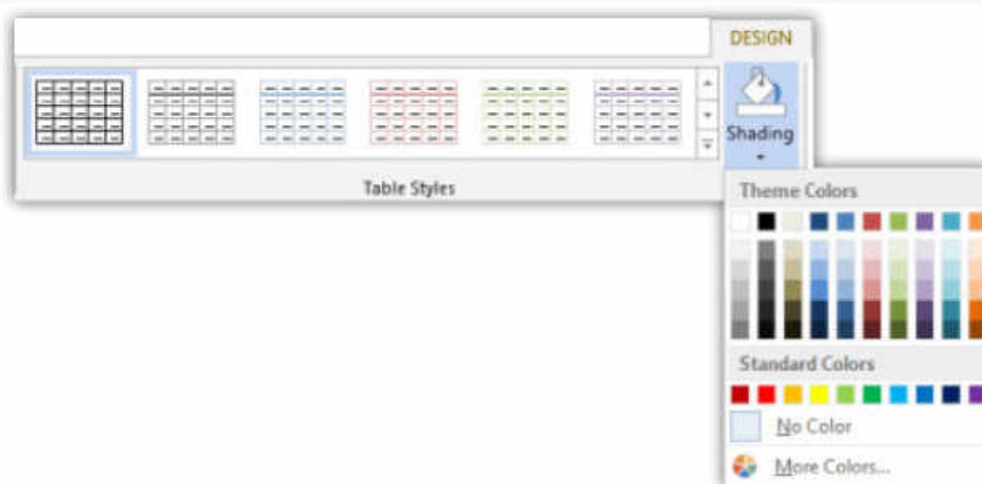 DESIGN
Shading
Table Styles
Theme Colors
Standard Colors
No Color
More Colors...